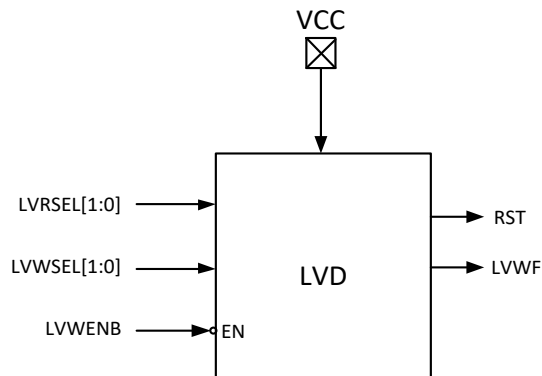 VCC
LVRSEL[1:0]
RST
LVWSEL[1:0]
LVD
LVWF
LVWENB
EN